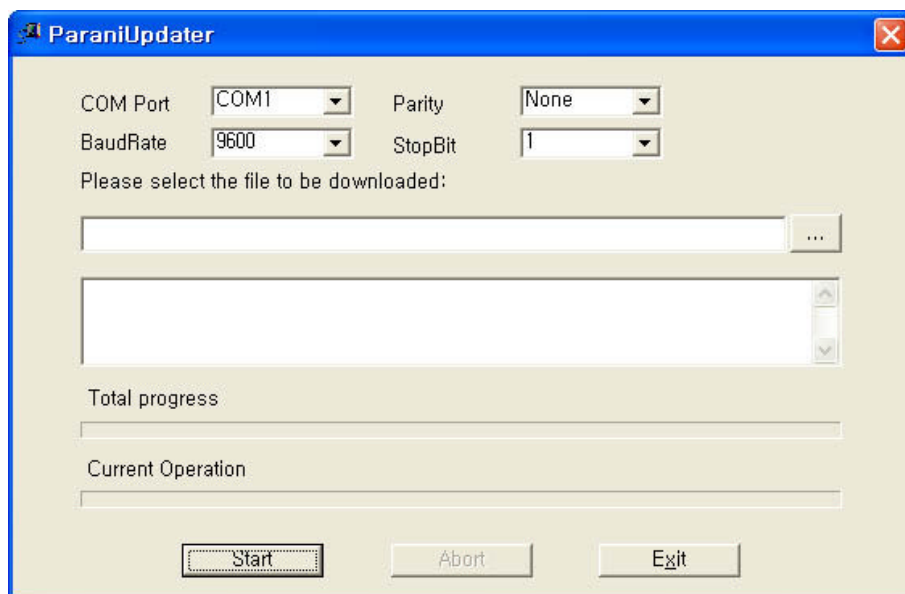 ParaniUpdater
COM Port COM1 Parity None
BaudRate 9600 StopBit 1
Please select the file to be downloaded:
...
Total progress
Current Operation
Start Abort Exit